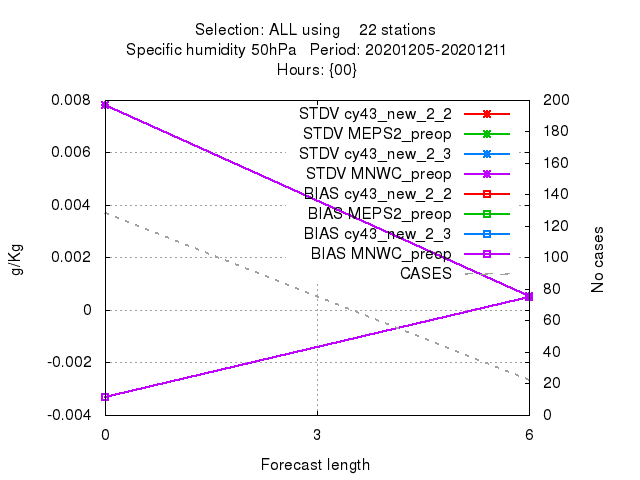 Selection: ALL using 22 stations
Specific humidity 50hPa Period: 20201205-20201211
Hours: {00}
0.008
0.006
0.004
0.002
0
-0.002
-0.004
g/Kg
200
180
160
140
120
100
80
60
40
20
0
No cases
STDV cy43_new_2_2
STDV MEPS2_preop
STDV cy43_new_2_3
STDV MNWC_preop
BIAS cy43_new_2_2
BIAS MEPS2_preop
BIAS cy43_new_2_3
BIAS MNWC_preop
CASES
0 3 6
Forecast length